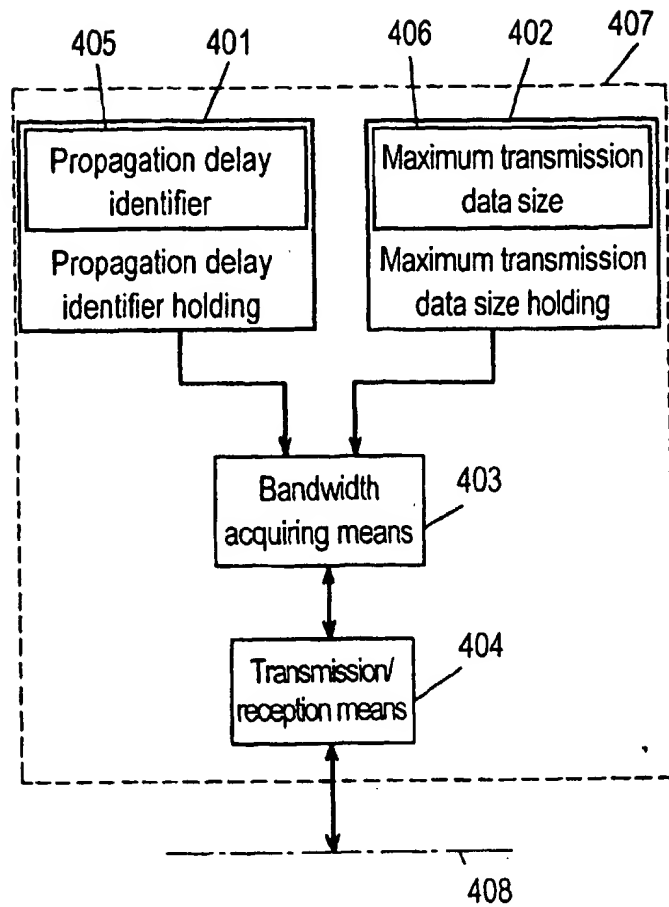 405 401 406 402 407
Propagation delay
identifier
Propagation delay
identifier holding
Maximum transmission
data size
Maximum transmission
data size holding
Bandwidth
acquiring means
403
Transmission/
reception means
404
408